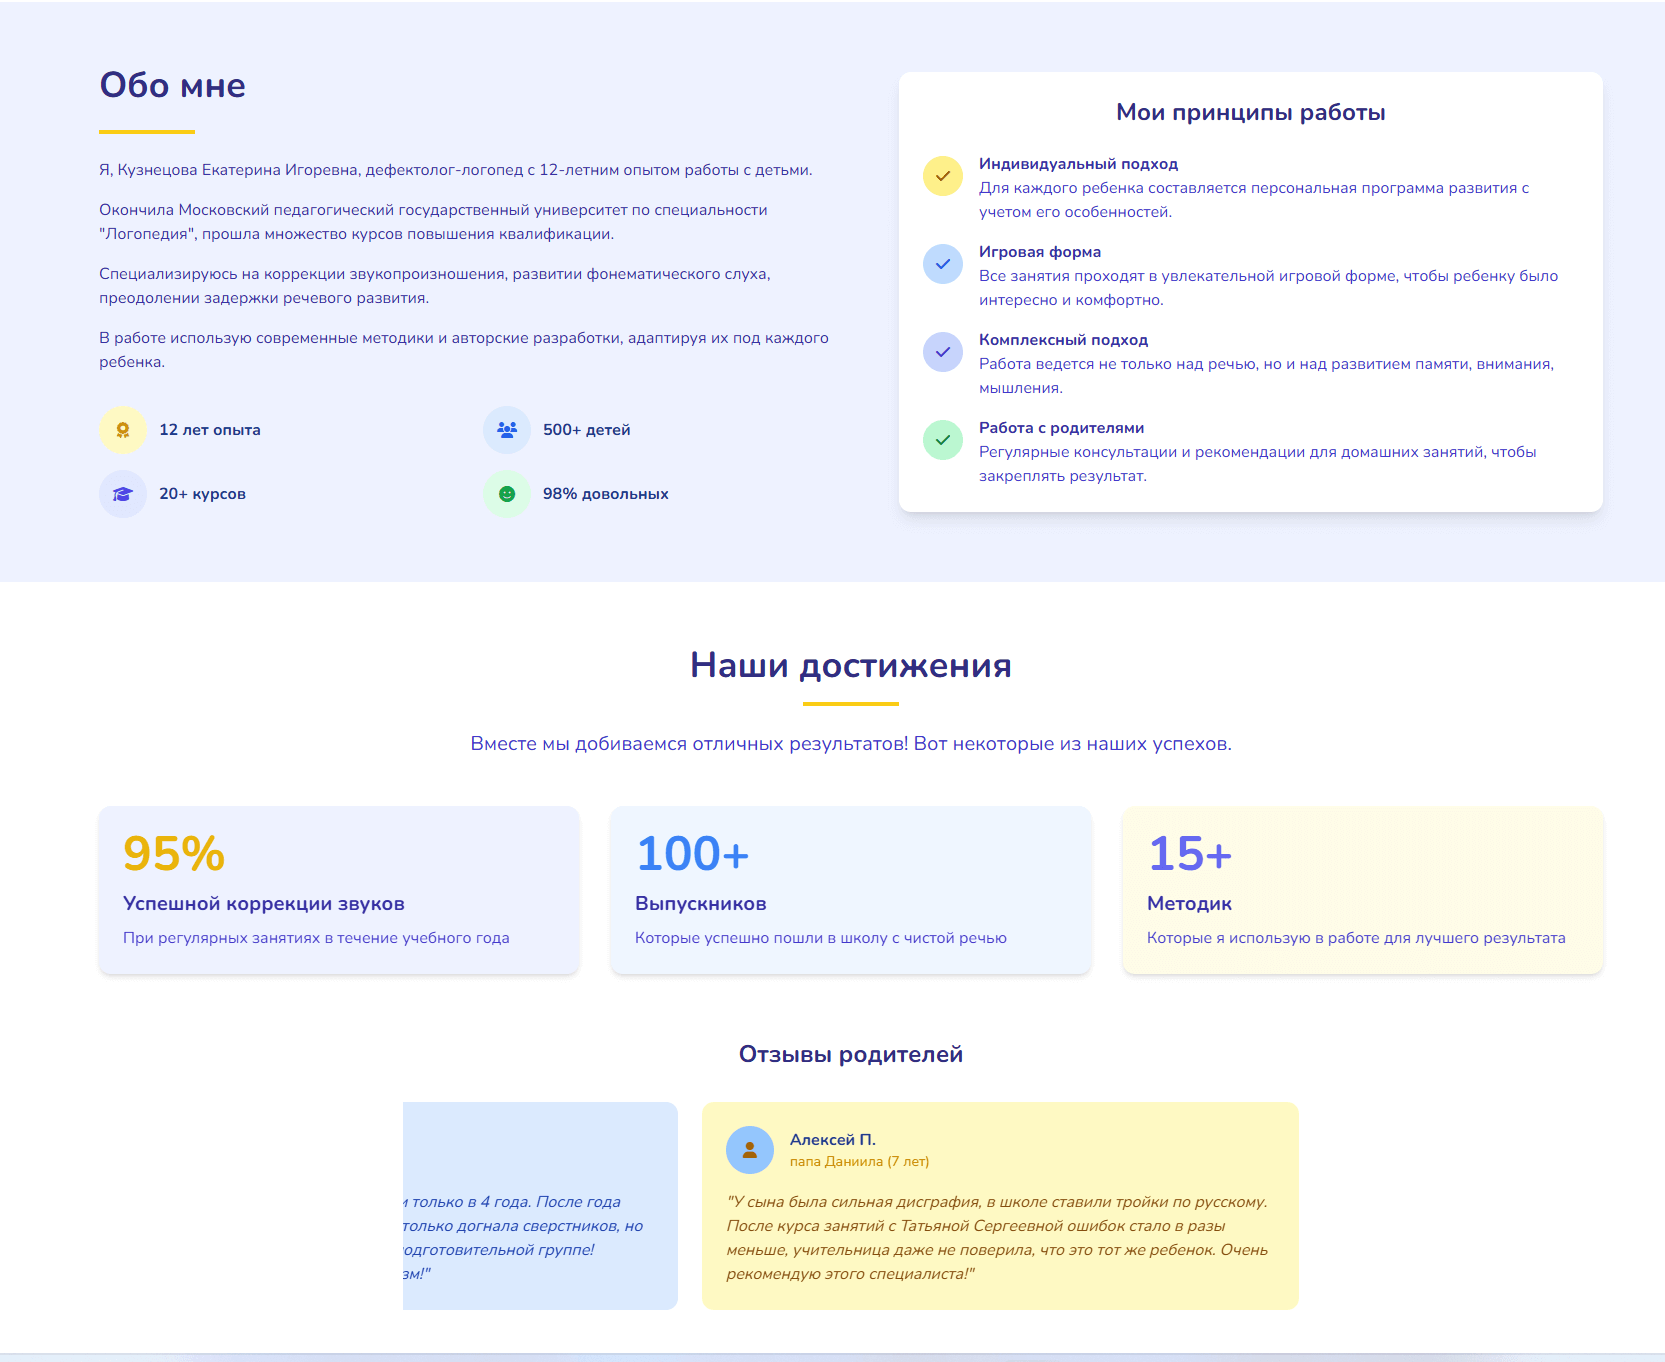 Обо мне
Я, Кузнецова Екатерина Игоревна, дефектолог-логопед с 12-летним опытом работы с детьми.
Окончила Московский педагогический государственный университет по специальности
"Логопедия", прошла множество курсов повышения квалификации.
Специализируюсь на коррекции звукопроизношения, развитии фонематического слуха,
преодолении задержки речевого развития.
В работе использую современные методики и авторские разработки, адаптируя их под каждого
ребенка.
12 лет опыта
500+ детей
20+ курсов
98% довольных
Мои принципы работы
Индивидуальный подход
Для каждого ребенка составляется персональная программа развития с
учетом его особенностей.
Игровая форма
Все занятия проходят в увлекательной игровой форме, чтобы ребенку было
интересно и комфортно.
Комплексный подход
Работа ведется не только над речью, но и над развитием памяти, внимания,
мышления.
Работа с родителями
Регулярные консультации и рекомендации для домашних занятий, чтобы
закреплять результат.
Наши достижения
Вместе мы добиваемся отличных результатов! Вот некоторые из наших успехов.
95%
Успешной коррекции звуков
При регулярных занятиях в течение учебного года
100+
Выпускников
Которые успешно пошли в школу с чистой речью
15+
Методик
Которые я использую в работе для лучшего результата
Отзывы родителей
только в 4 года. После года
только догнала сверстников, но
группе!
Алексей П.
папа Даниила (7 лет)
"У сына была сильная дисграфия, в школе ставили тройки по русскому.
После курса занятий с Татьяной Сергеевной ошибок стало в разы
меньше, учительница даже не поверила, что это тот же ребенок. Очень
рекомендую этого специалиста!"